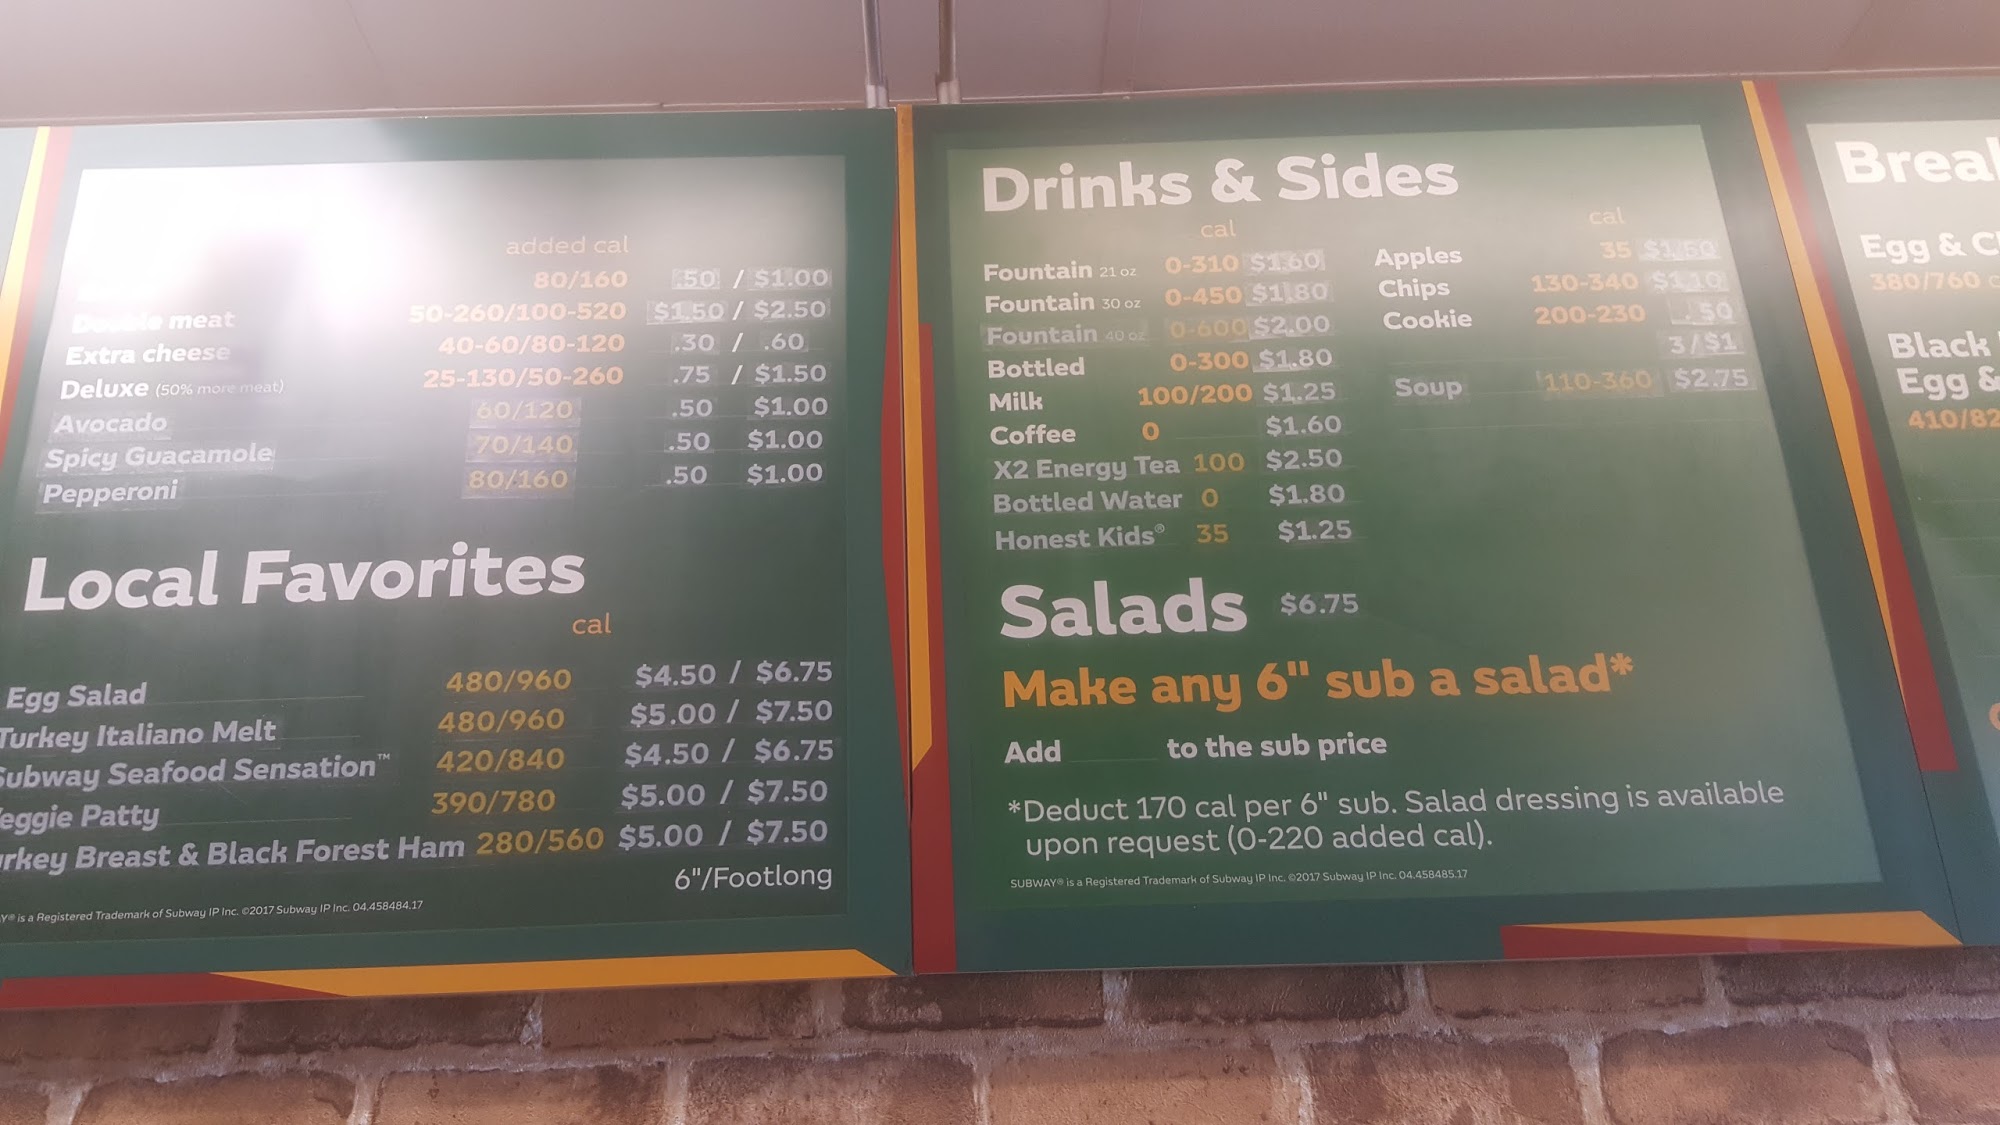 added cal
80/160 .50 / $1.00
Double meat 50-260/100-520 $1.50 / $2.50
Extra cheese 40-60/80-120 .30 / .60
Deluxe (50% more meat) 25-130/50-260 .75 / $1.50
Avocado 60/120 .50 $1.00
Spicy Guacamole 70/140 .50 $1.00
Pepperoni 80/160 .50 $1.00
Local Favorites
cal
Egg Salad 480/960 $4.50 / $6.75
Turkey Italiano Melt 480/960 $5.00 / $7.50
Subway Seafood Sensation™ 420/840 $4.50 / $6.75
eggie Patty 390/780 $5.00 / $7.50
rkey Breast & Black Forest Ham 280/560 $5.00 / $7.50
6"/Footlong
Y® is a Registered Trademark of Subway IP Inc. ©2017 Subway IP Inc. 04.458484.17
Drinks & Sides
cal
Fountain 21 oz 0-310 $1.60
Fountain 30 oz 0-450 $1.80
Fountain 40 oz 0-600 $2.00
Bottled 0-300 $1.80
Milk 100/200 $1.25
Coffee 0 $1.60
X2 Energy Tea 100 $2.50
Bottled Water 0 $1.80
Honest Kids® 35 $1.25
cal
Apples 35 $1.50
Chips 130-340 $1.10
Cookie 200-230 .50
3/$1
Soup 110-360 $2.75
Salads $6.75
Make any 6" sub a salad*
Add to the sub price
*Deduct 170 cal per 6" sub. Salad dressing is available
upon request (0-220 added cal).
SUBWAY® is a Registered Trademark of Subway IP Inc. ©2017 Subway IP Inc. 04.458485.17
Brea
Egg & C
380/760 c
Black
Egg &
410/82